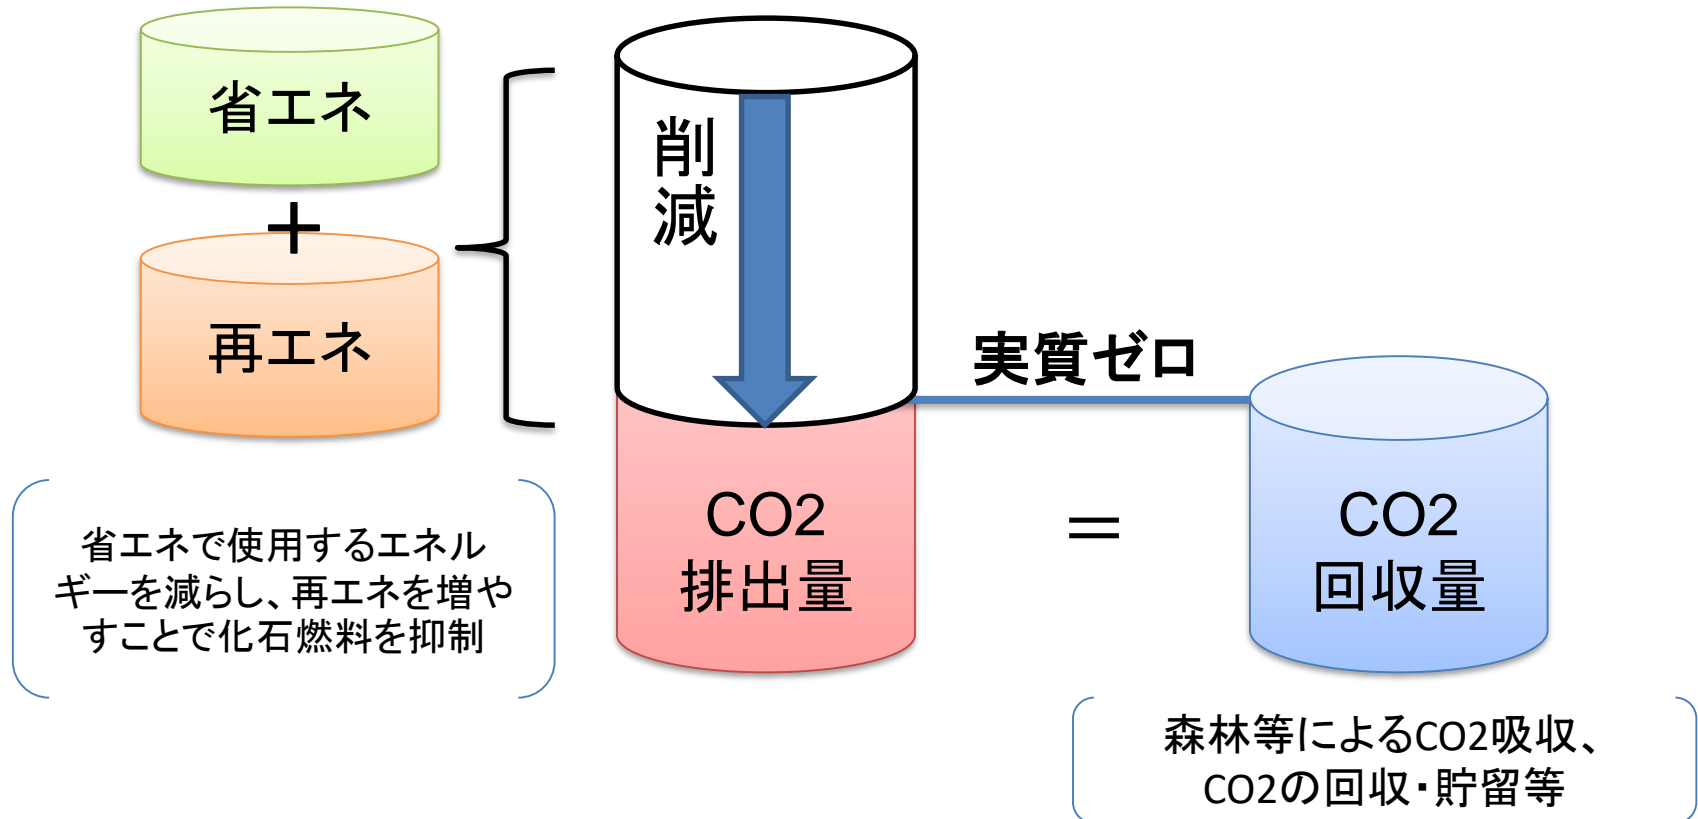 省エネ
＋
再エネ
省エネで使用するエネル
ギーを減らし、再エネを増や
すことで化石燃料を抑制
削減
CO2
排出量
実質ゼロ
＝
CO2
回収量
森林等によるCO2吸収、
CO2の回収・貯留等